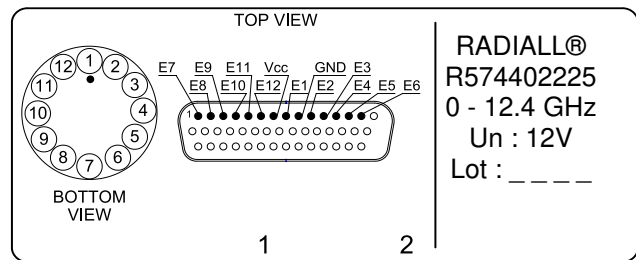 TOP VIEW
E7 E9 E11 Vcc GND E3
E8 E10 E12 E1 E2 E4 E5 E6
1
12 1 2
11 3
10 4
9 5
8 7 6
BOTTOM
VIEW
1 2
RADIALL®
R574402225
0 - 12.4 GHz
Un : 12V
Lot : _ _ _ _